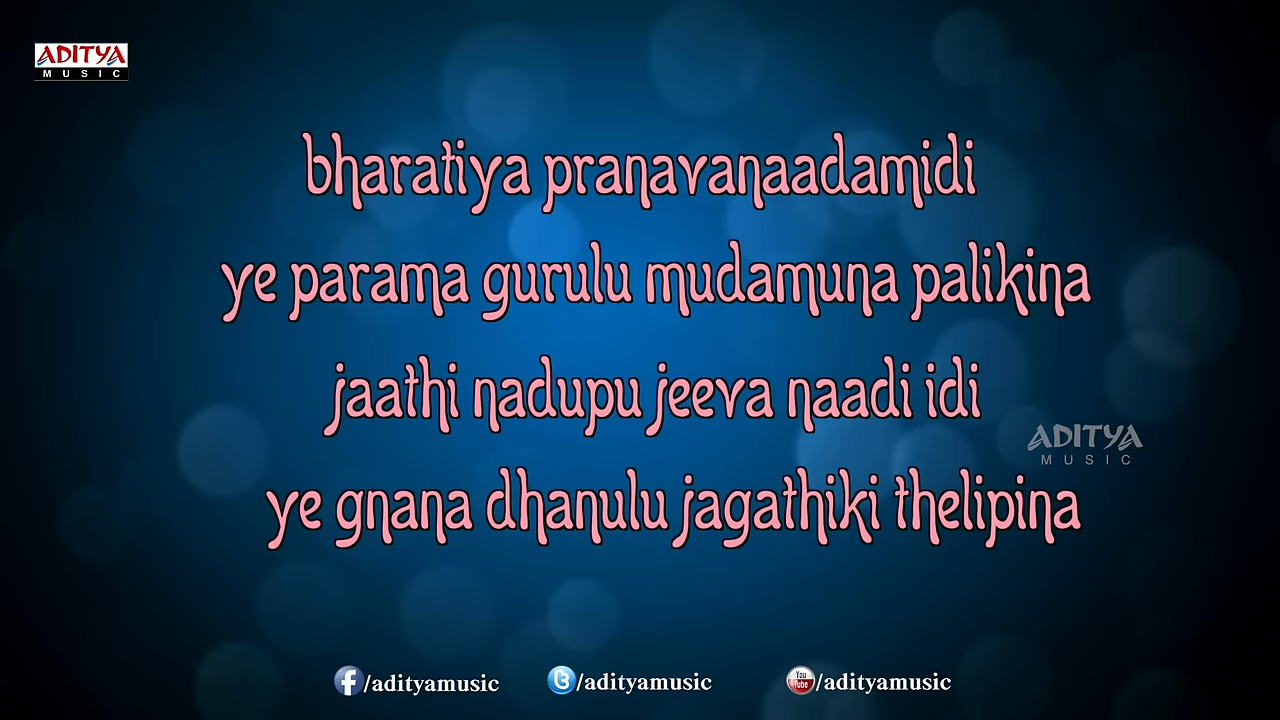 ADITYA
MUSIC
bharatiya pranavanaadamidi
ye parama gurulu mudamuna palikina
jaathi nadupu jeeva naadi idi
ADITYA
MUSIC
ye gnana dhanulu jagathiki thelipina
/adityamusic
/adityamusic
You Tube /adityamusic